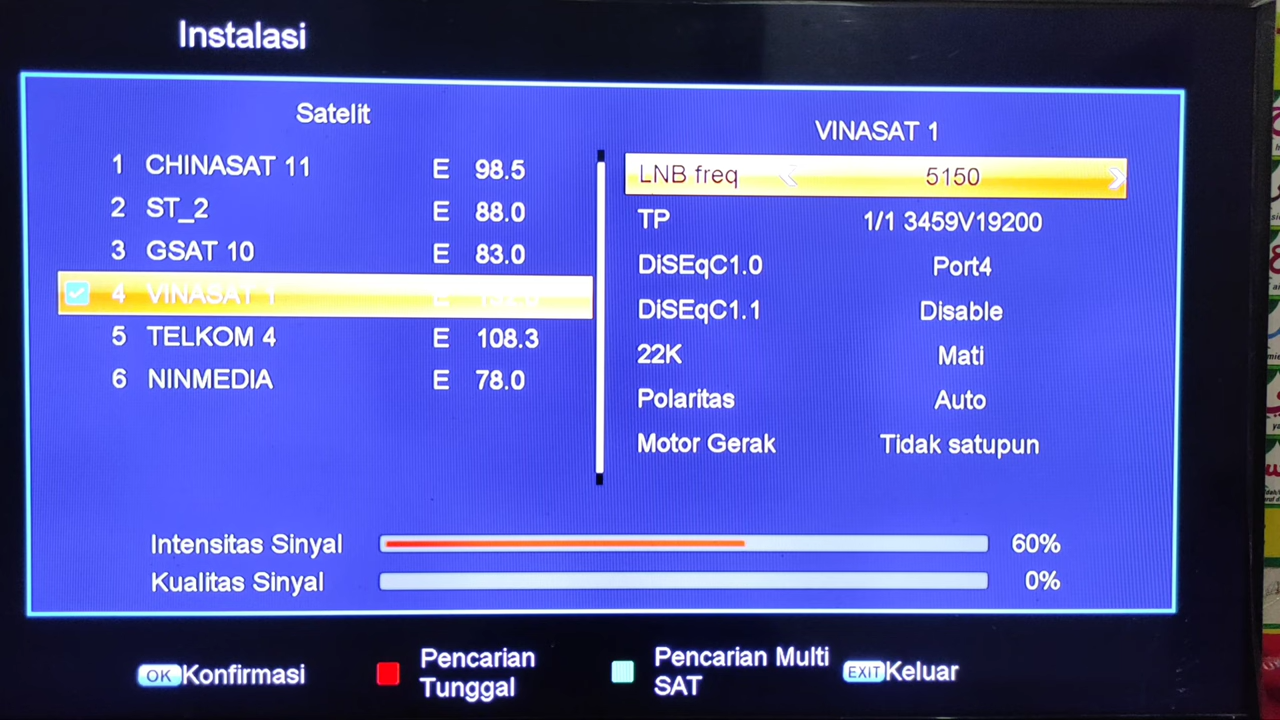 Instalasi
Satelit
1 CHINASAT 11 E 98.5
2 ST_2 E 88.0
3 GSAT 10 E 83.0
4 VINASAT 1 E
5 TELKOM 4 E 108.3
6 NINMEDIA E 78.0
VINASAT 1
LNB freq 5150
TP 1/1 3459V19200
DiSEqC1.0 Port4
DiSEqC1.1 Disable
22K Mati
Polaritas Auto
Motor Gerak Tidak satupun
Intensitas Sinyal 60%
Kualitas Sinyal 0%
OK Konfirmasi
Pencarian
Tunggal
Pencarian Multi
SAT
EXIT Keluar